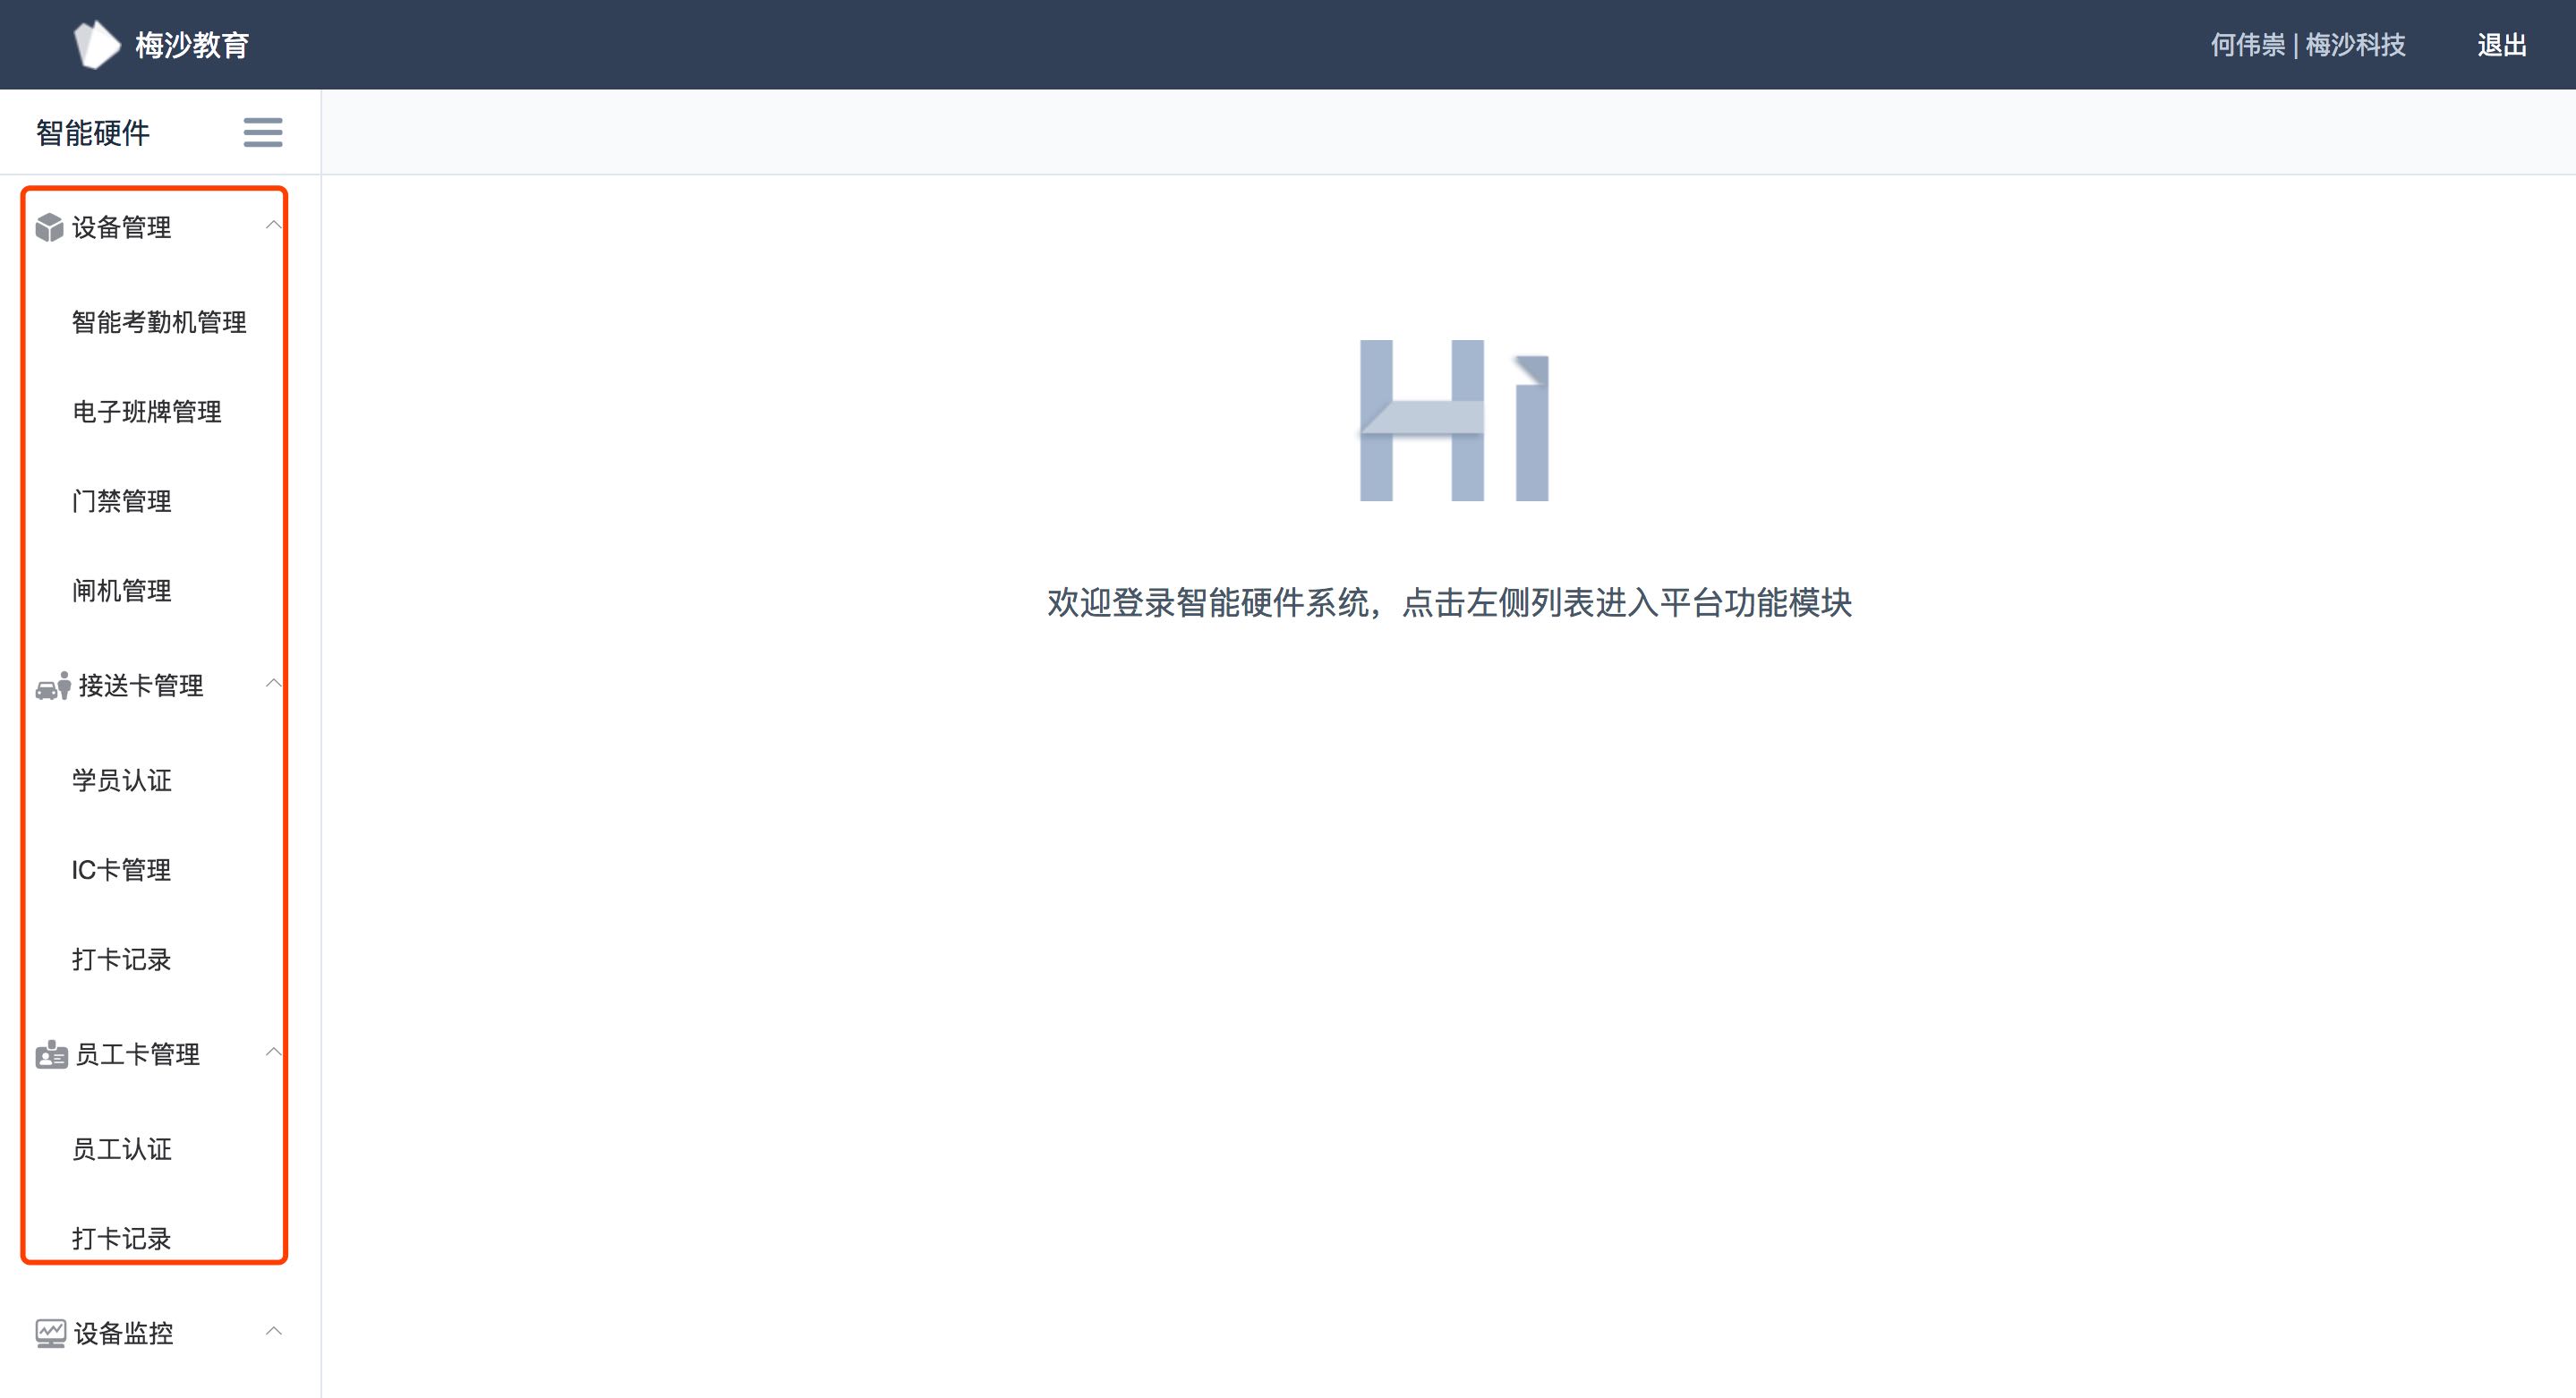 梅沙教育
何伟崇 | 梅沙科技
退出
智能硬件
设备管理
智能考勤机管理
电子班牌管理
门禁管理
闸机管理
接送卡管理
学员认证
IC卡管理
打卡记录
员工卡管理
员工认证
打卡记录
设备监控
Hi
欢迎登录智能硬件系统，点击左侧列表进入平台功能模块